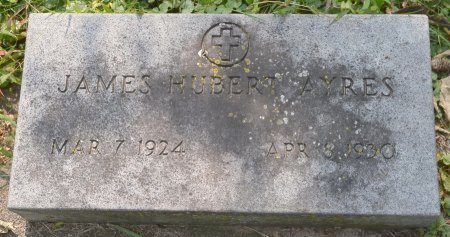 JAMES HUBERT AYRES
MAR 7 1924 APR 8 1930